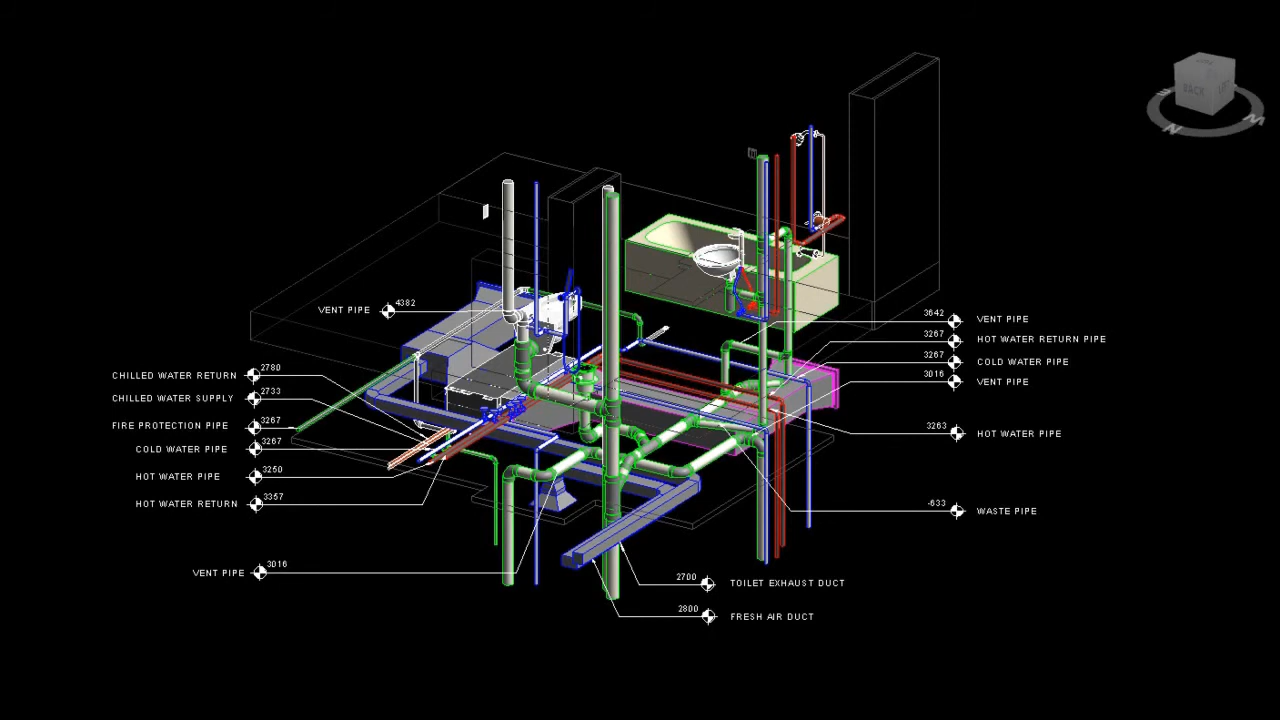 VENT PIPE 4382
CHILLED WATER RETURN 2780
CHILLED WATER SUPPLY 2733
FIRE PROTECTION PIPE 3267
COLD WATER PIPE 3267
HOT WATER PIPE 3250
HOT WATER RETURN 3357
VENT PIPE 3016
2700 TOILET EXHAUST DUCT
2800 FRESH AIR DUCT
3642 VENT PIPE
3267 HOT WATER RETURN PIPE
3267 COLD WATER PIPE
3016 VENT PIPE
3263 HOT WATER PIPE
-633 WASTE PIPE
BACK
N